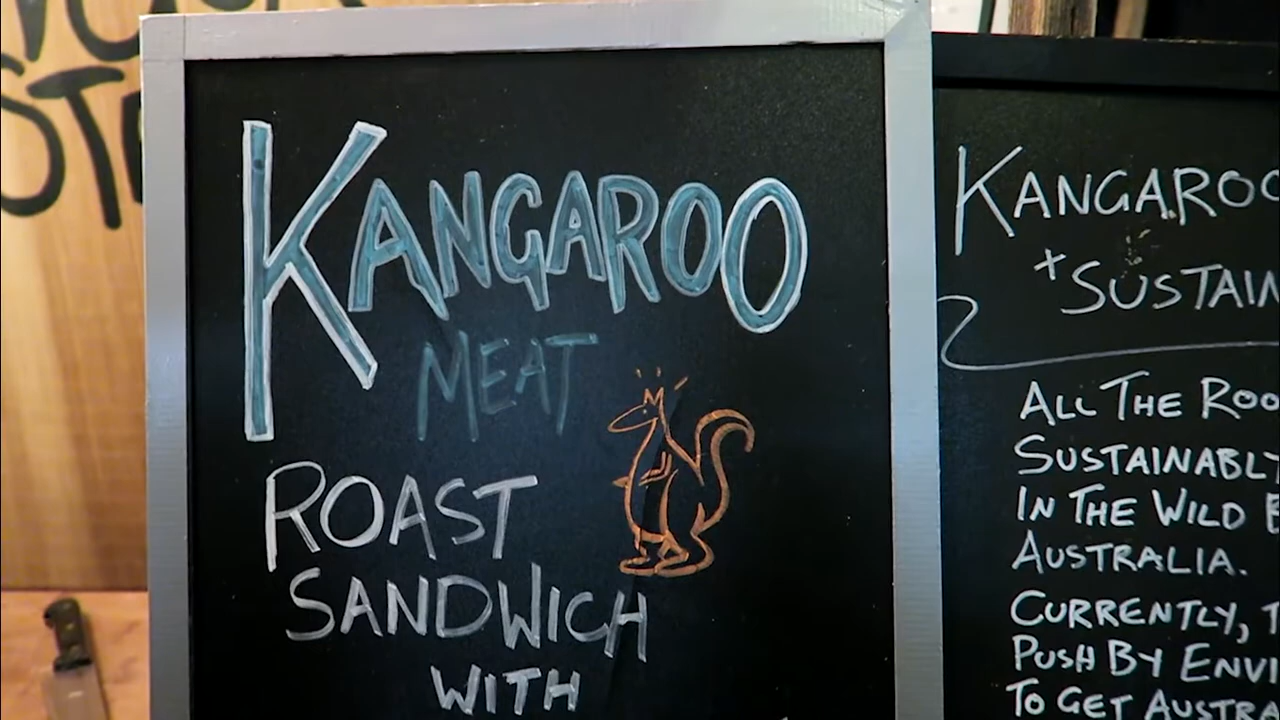 KANGAROO
MEAT
ROAST
SANDWICH
WITH
KANGAROO
+ SUSTAIN
ALL THE ROO
SUSTAINABLY
IN THE WILD
AUSTRALIA.
CURRENTLY,
PUSH BY ENVI
TO GET AUSTRA